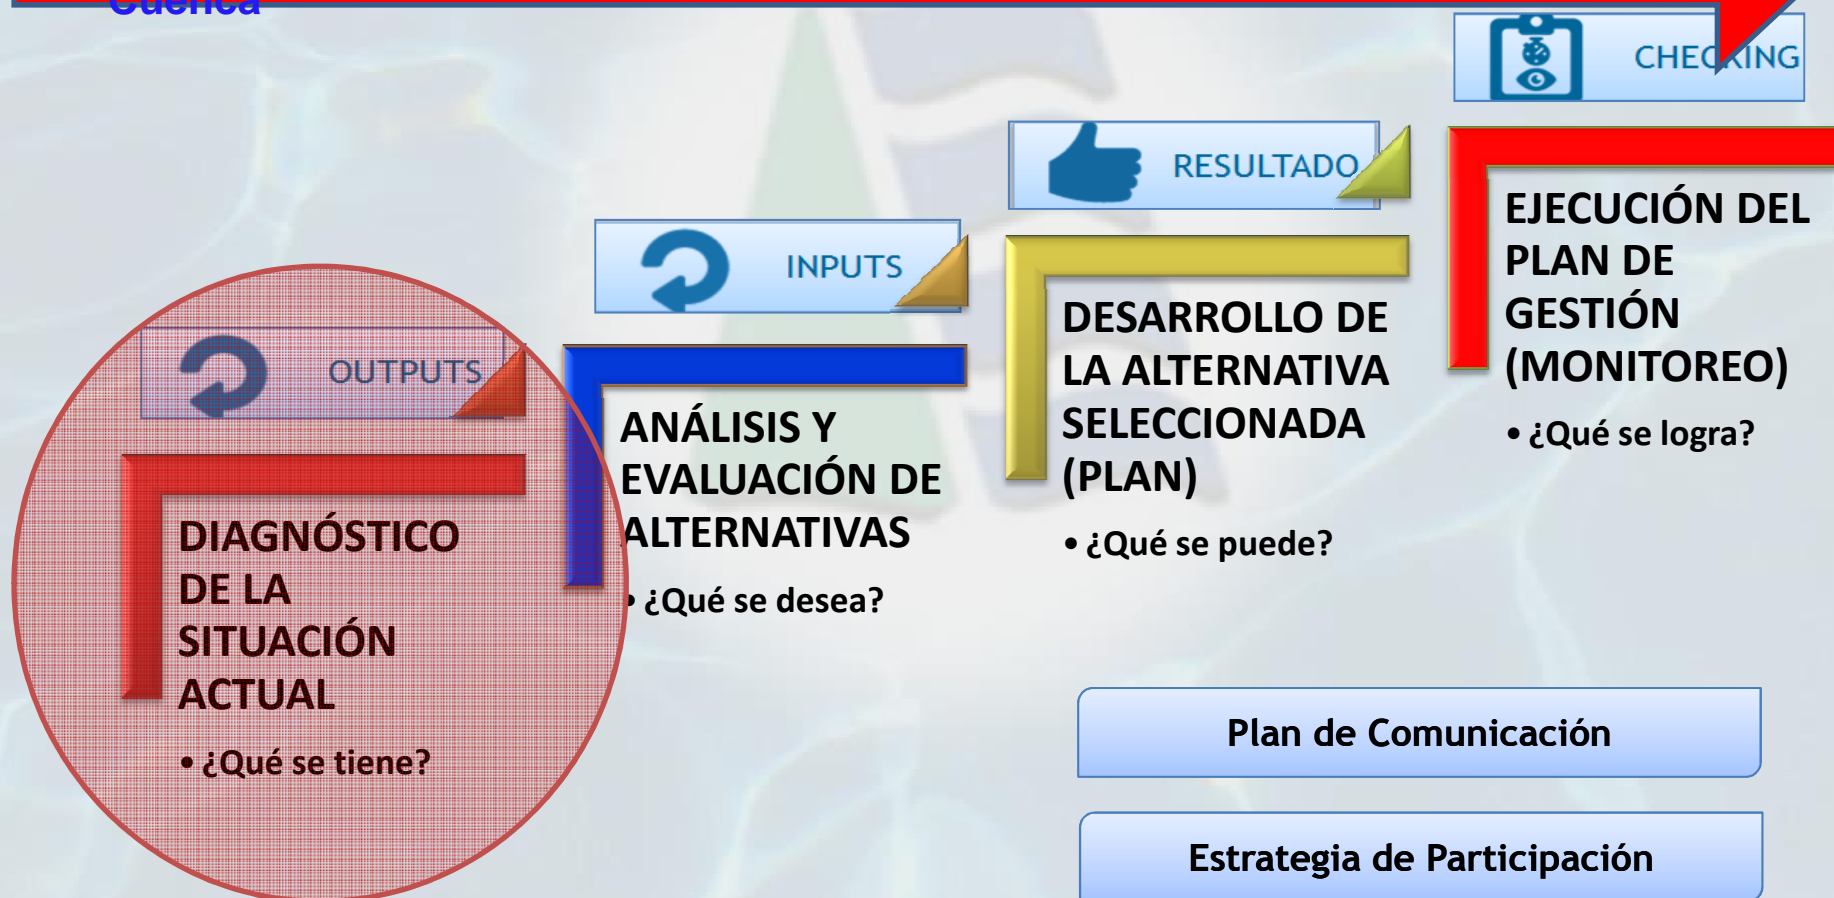 Cuenca
CHECKING
RESULTADO
EJECUCIÓN DEL
PLAN DE
GESTIÓN
(MONITOREO)
• ¿Qué se logra?
INPUTS
DESARROLLO DE
LA ALTERNATIVA
SELECCIONADA
(PLAN)
• ¿Qué se puede?
OUTPUTS
ANÁLISIS Y
EVALUACIÓN DE
ALTERNATIVAS
• ¿Qué se desea?
DIAGNÓSTICO
DE LA
SITUACIÓN
ACTUAL
• ¿Qué se tiene?
Plan de Comunicación
Estrategia de Participación